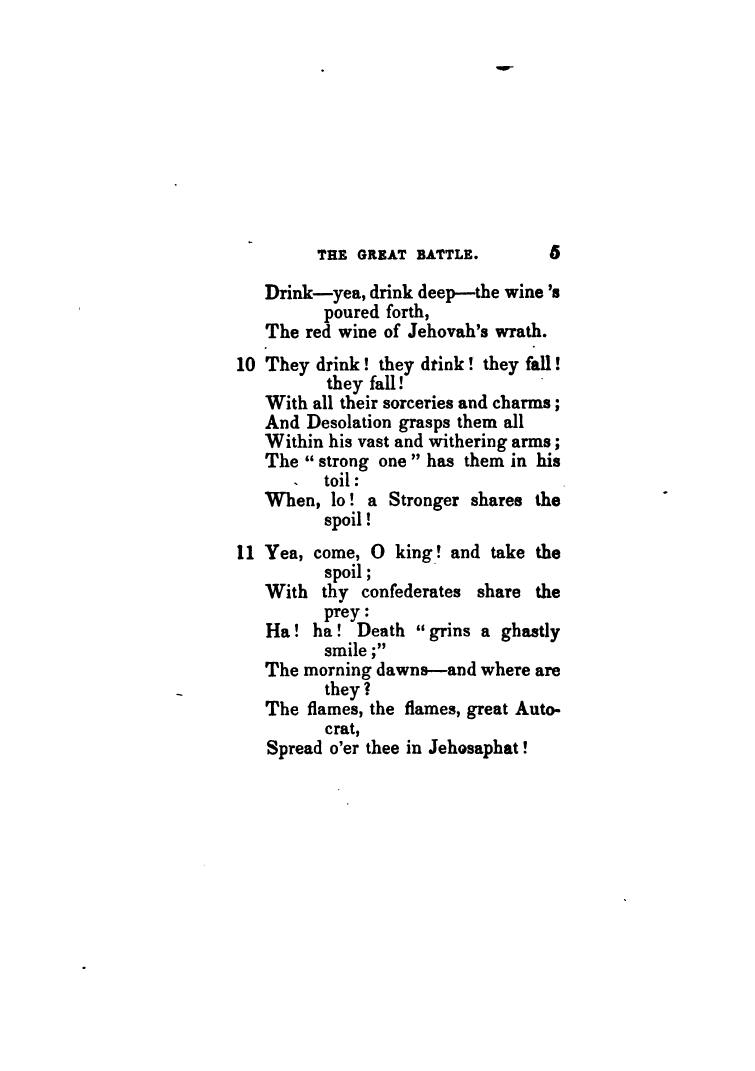 THE GREAT BATTLE. 5
Drink—yea, drink deep—the wine 's
poured forth,
The red wine of Jehovah's wrath.
10 They drink! they drink! they fall!
they fall!
With all their sorceries and charms;
And Desolation grasps them all
Within his vast and withering arms;
The "strong one" has them in his
toil:
When, lo! a Stronger shares the
spoil!
11 Yea, come, O king! and take the
spoil;
With thy confederates share the
prey:
Ha! ha! Death "grins a ghastly
smile;"
The morning dawns—and where are
they?
The flames, the flames, great Auto-
crat,
Spread o'er thee in Jehosaphat!